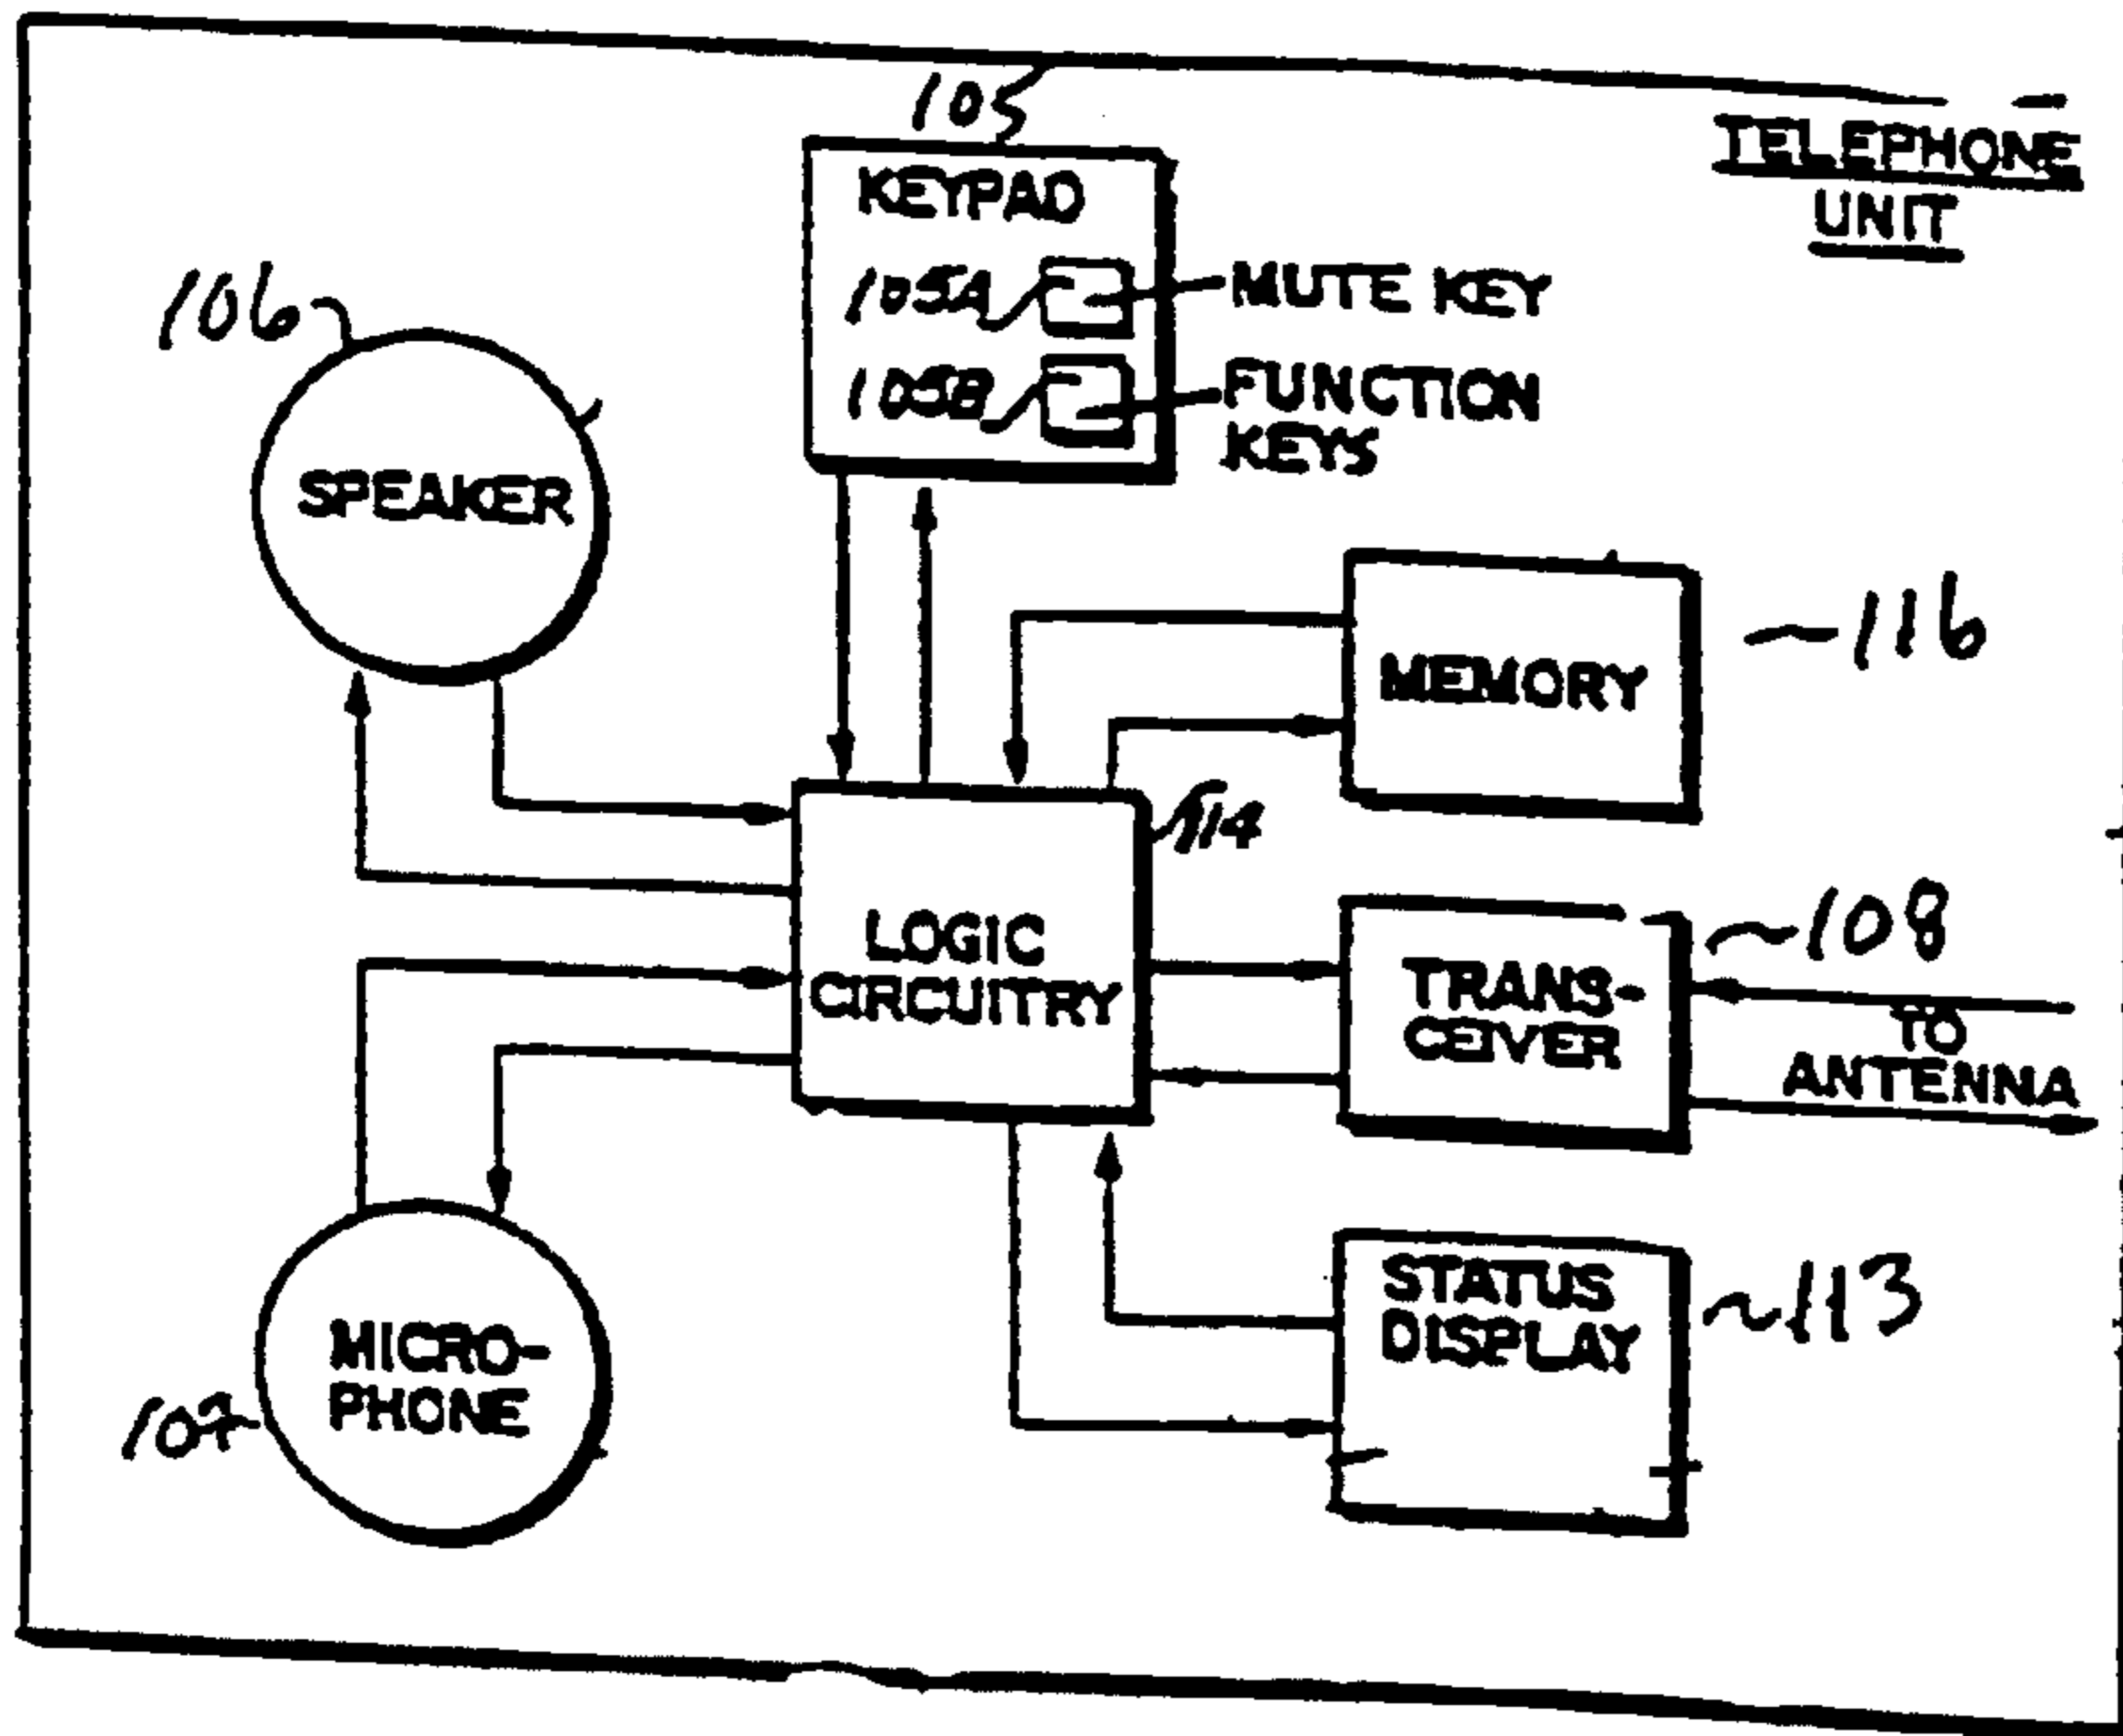 105
TELEPHONE
UNIT
KEYPAD
105A
MUTE KEY
105B
FUNCTION
KEYS
106
SPEAKER
MEMORY
~116
114
LOGIC
CIRCUITRY
TRANS-
CEIVER
~108
TO
ANTENNA
STATUS
DISPLAY
~113
MICRO-
PHONE
107